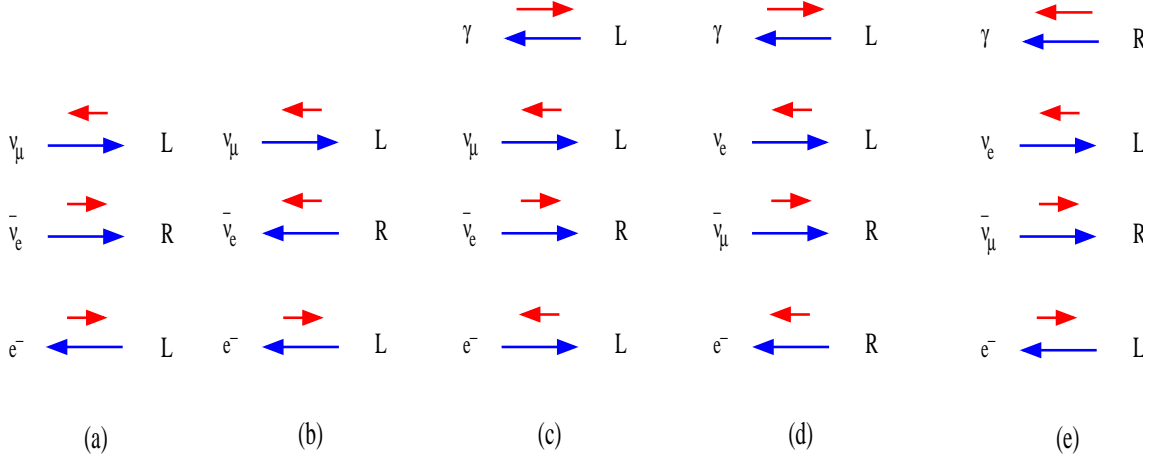 γ L γ L γ R
ν_μ L ν_μ L ν_μ L ν_e L ν_e L
ν̄_e R ν̄_e R ν̄_e R ν̄_μ R ν̄_μ R
e⁻ L e⁻ L e⁻ L e⁻ R e⁻ L
(a) (b) (c) (d) (e)